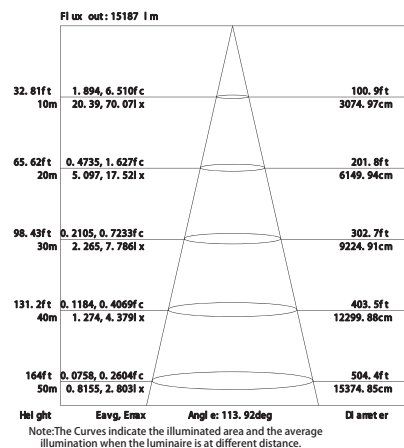 Flux out: 15187 lm
32.81ft 1.894, 6.510fc 100.9ft
10m 20.39, 70.07lx 3074.97cm
65.62ft 0.4735, 1.627fc 201.8ft
20m 5.097, 17.52lx 6149.94cm
98.43ft 0.2105, 0.7233fc 302.7ft
30m 2.265, 7.786lx 9224.91cm
131.2ft 0.1184, 0.4069fc 403.5ft
40m 1.274, 4.379lx 12299.88cm
164ft 0.0758, 0.2604fc 504.4ft
50m 0.8155, 2.803lx 15374.85cm
Height Eavg, Emax Angle: 113.92deg Diameter
Note:The Curves indicate the illuminated area and the average
illumination when the luminaire is at different distance.